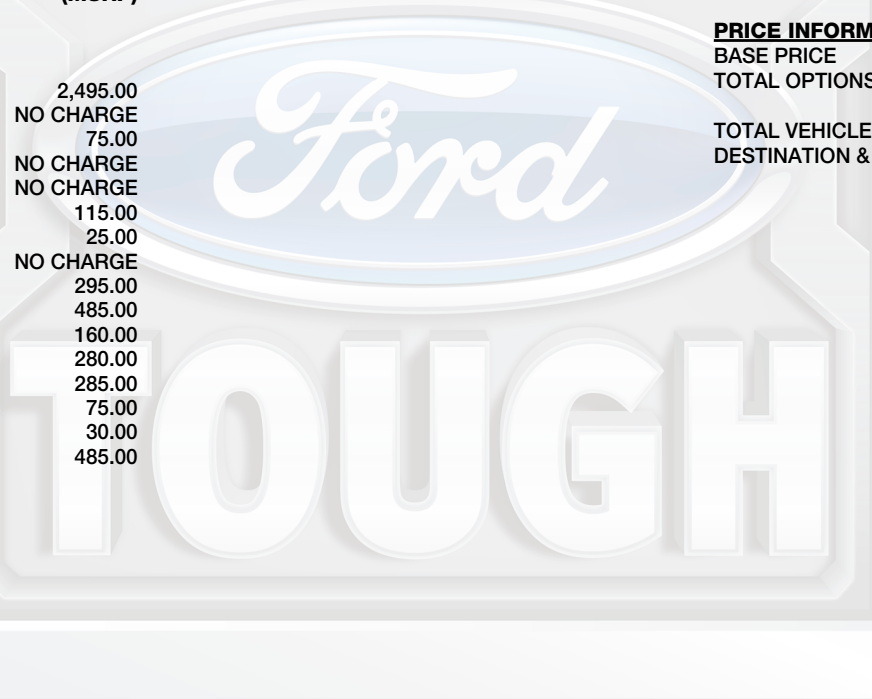 (MSRP)
2,495.00
NO CHARGE
75.00
NO CHARGE
NO CHARGE
115.00
25.00
NO CHARGE
295.00
485.00
160.00
280.00
285.00
75.00
30.00
485.00
PRICE INFORM
BASE PRICE
TOTAL OPTIONS
TOTAL VEHICLE
DESTINATION &
Ford
TOUGH